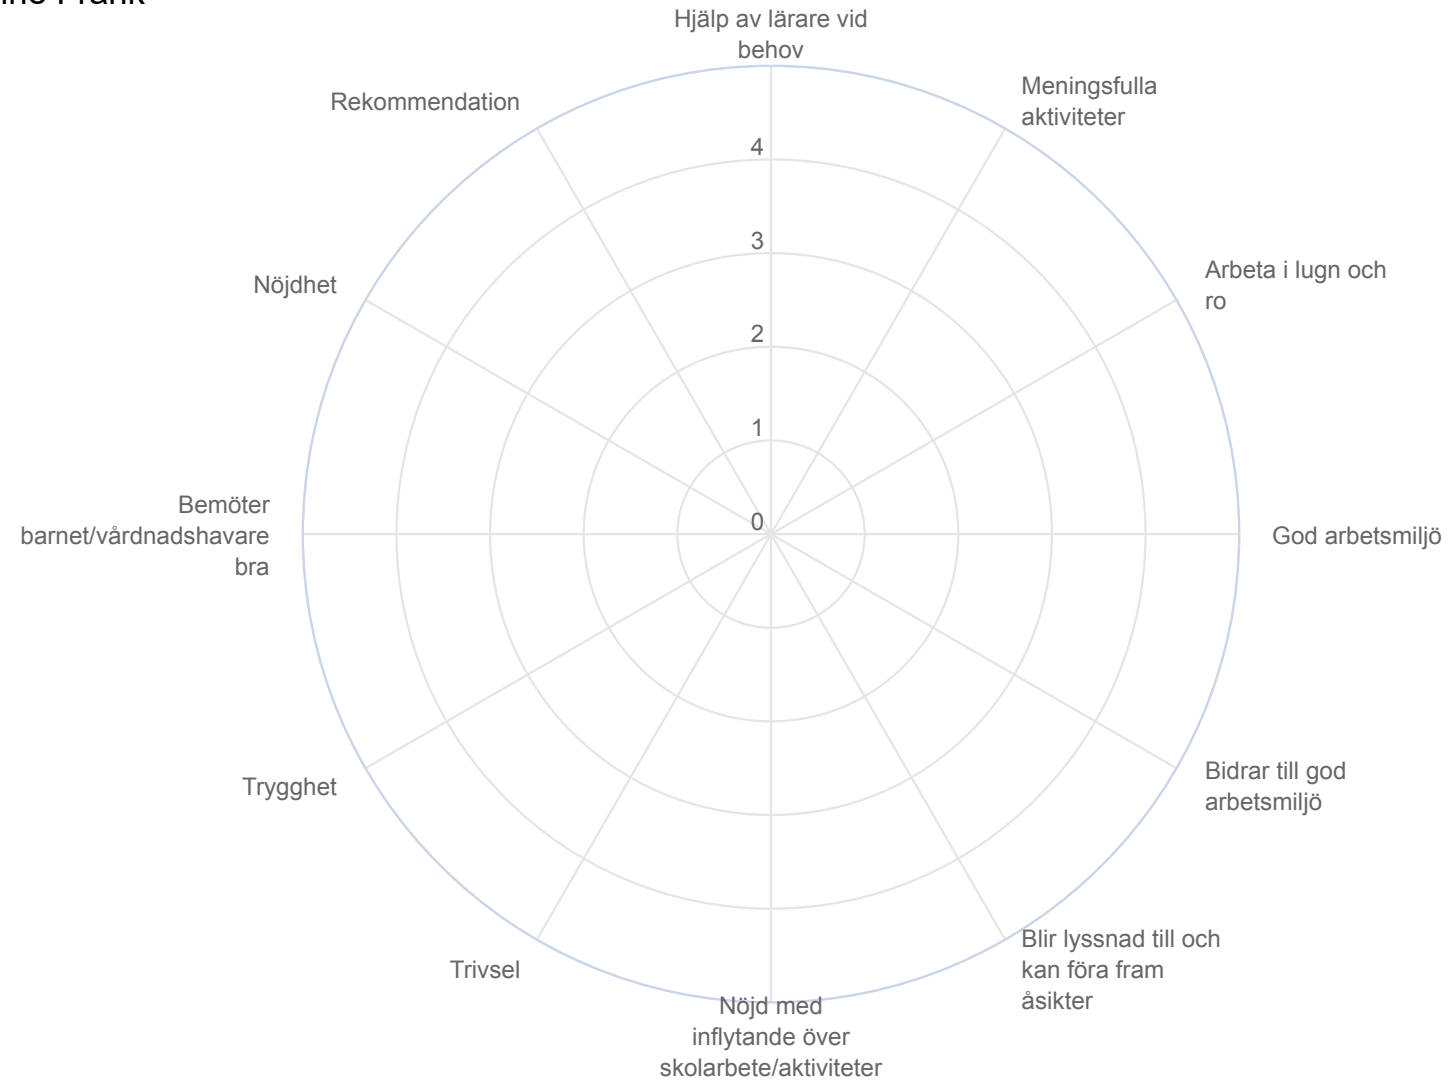 Frank
Hjälp av lärare vid
behov
Meningsfulla
aktiviteter
Arbeta i lugn och
ro
God arbetsmiljö
Bidrar till god
arbetsmiljö
Blir lyssnad till och
kan föra fram
åsikter
Nöjd med
inflytande över
skolarbete/aktiviteter
Trivsel
Trygghet
Bemöter
barnet/vårdnadshavare
bra
Nöjdhet
Rekommendation
4
3
2
1
0